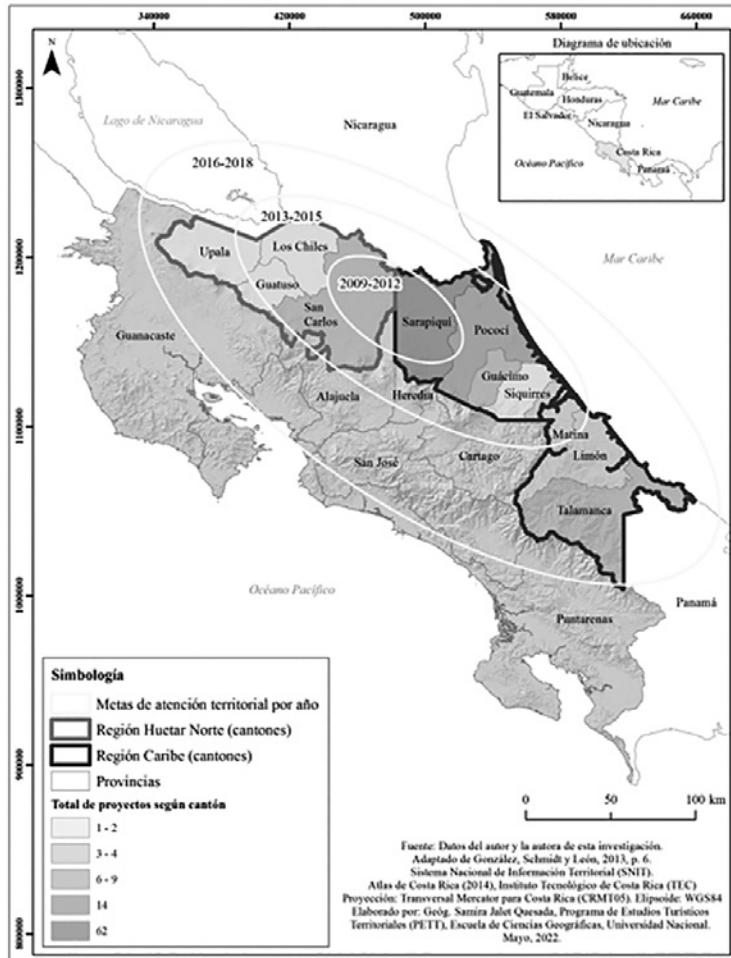 340000 420000 500000 580000 660000
Diagrama de ubicación
Belice
Guatemala
Honduras
Mar Caribe
El Salvador
Nicaragua
Océano Pacífico
Costa Rica
Panamá
N
1300000
Lago de Nicaragua
Nicaragua
2016-2018
2013-2015
1200000
Mar Caribe
Upala
Los Chiles
2009-2012
Guatuso
San
Carlos
Sarapiquí
Pococí
Guanacaste
Guácimo
Siquirres
Alajuela
Heredia
1100000
Matina
Limón
San José
Cartago
Talamanca
Océano Pacífico
1000000
Panamá
Puntarenas
Simbología
Metas de atención territorial por año
Región Huetar Norte (cantones)
Región Caribe (cantones)
Provincias
900000
Total de proyectos según cantón
1 - 2
3 - 4
6 - 9
14
62
0 50 100 km
Fuente: Datos del autor y la autora de esta investigación.
Adaptado de González, Schmidt y León, 2013, p. 6.
Sistema Nacional de Información Territorial (SNIT).
Atlas de Costa Rica (2014), Instituto Tecnológico de Costa Rica (TEC)
Proyección: Transversal Mercator para Costa Rica (CRMT05). Elipsoide: WGS84
Elaborado por: Geóg. Samira Jalet Quesada, Programa de Estudios Turísticos
Territoriales (PETT), Escuela de Ciencias Geográficas, Universidad Nacional.
Mayo, 2022.
800000